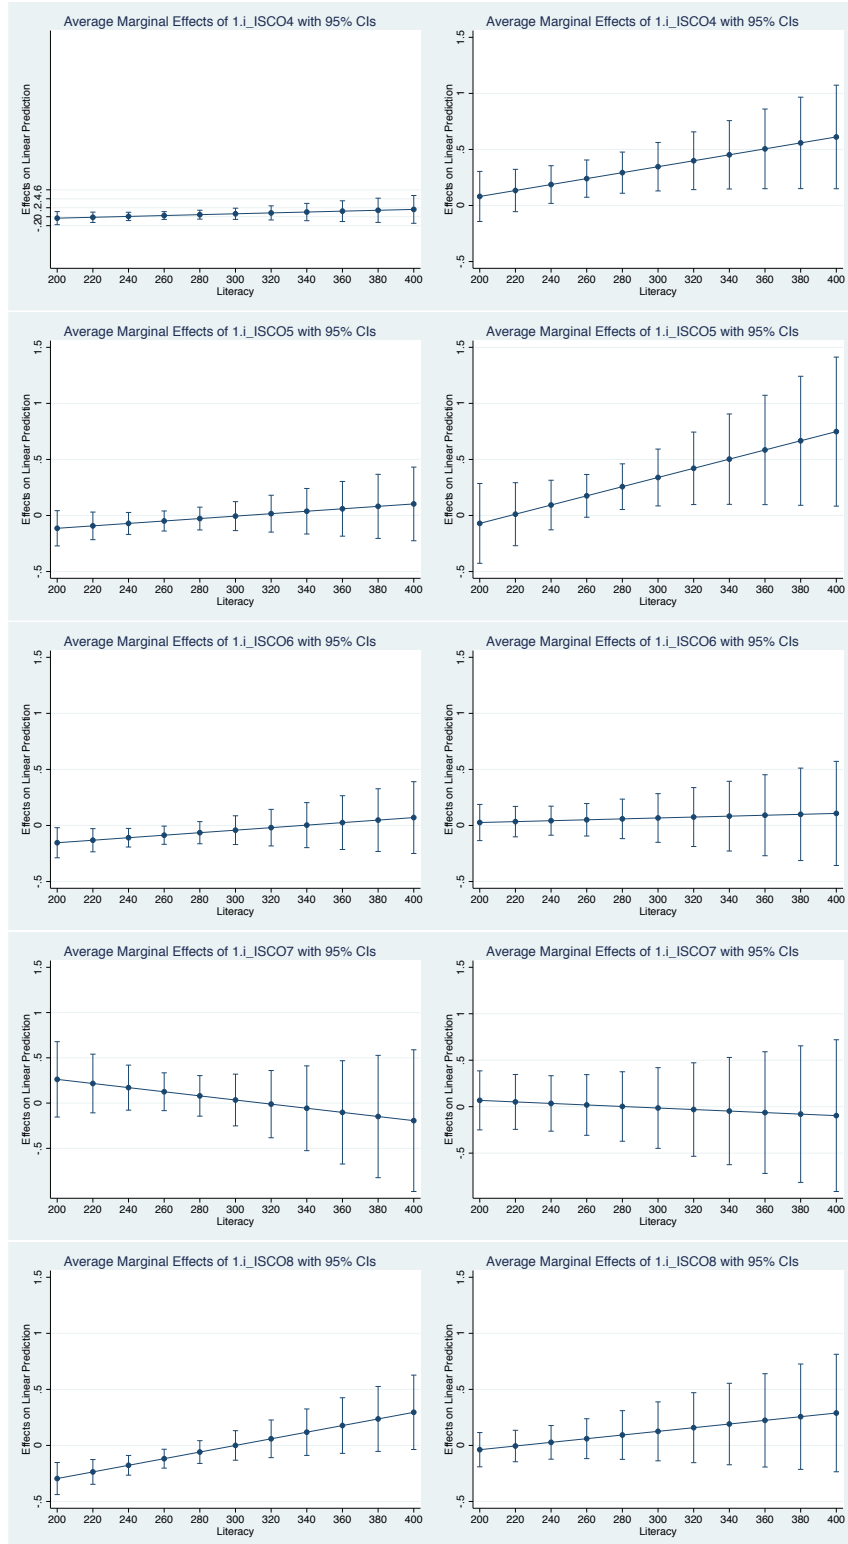 Average Marginal Effects of 1.i_ISCO4 with 95% CIs
Effects on Linear Prediction
-.20 .2.4.6
200 220 240 260 280 300 320 340 360 380 400
Literacy
Average Marginal Effects of 1.i_ISCO4 with 95% CIs
Effects on Linear Prediction
-.5 0 .5 1 1.5
200 220 240 260 280 300 320 340 360 380 400
Literacy
Average Marginal Effects of 1.i_ISCO5 with 95% CIs
Effects on Linear Prediction
-.5 0 .5 1 1.5
200 220 240 260 280 300 320 340 360 380 400
Literacy
Average Marginal Effects of 1.i_ISCO5 with 95% CIs
Effects on Linear Prediction
-.5 0 .5 1 1.5
200 220 240 260 280 300 320 340 360 380 400
Literacy
Average Marginal Effects of 1.i_ISCO6 with 95% CIs
Effects on Linear Prediction
-.5 0 .5 1 1.5
200 220 240 260 280 300 320 340 360 380 400
Literacy
Average Marginal Effects of 1.i_ISCO6 with 95% CIs
Effects on Linear Prediction
-.5 0 .5 1 1.5
200 220 240 260 280 300 320 340 360 380 400
Literacy
Average Marginal Effects of 1.i_ISCO7 with 95% CIs
Effects on Linear Prediction
-.5 0 .5 1 1.5
200 220 240 260 280 300 320 340 360 380 400
Literacy
Average Marginal Effects of 1.i_ISCO7 with 95% CIs
Effects on Linear Prediction
-.5 0 .5 1 1.5
200 220 240 260 280 300 320 340 360 380 400
Literacy
Average Marginal Effects of 1.i_ISCO8 with 95% CIs
Effects on Linear Prediction
-.5 0 .5 1 1.5
200 220 240 260 280 300 320 340 360 380 400
Literacy
Average Marginal Effects of 1.i_ISCO8 with 95% CIs
Effects on Linear Prediction
-.5 0 .5 1 1.5
200 220 240 260 280 300 320 340 360 380 400
Literacy